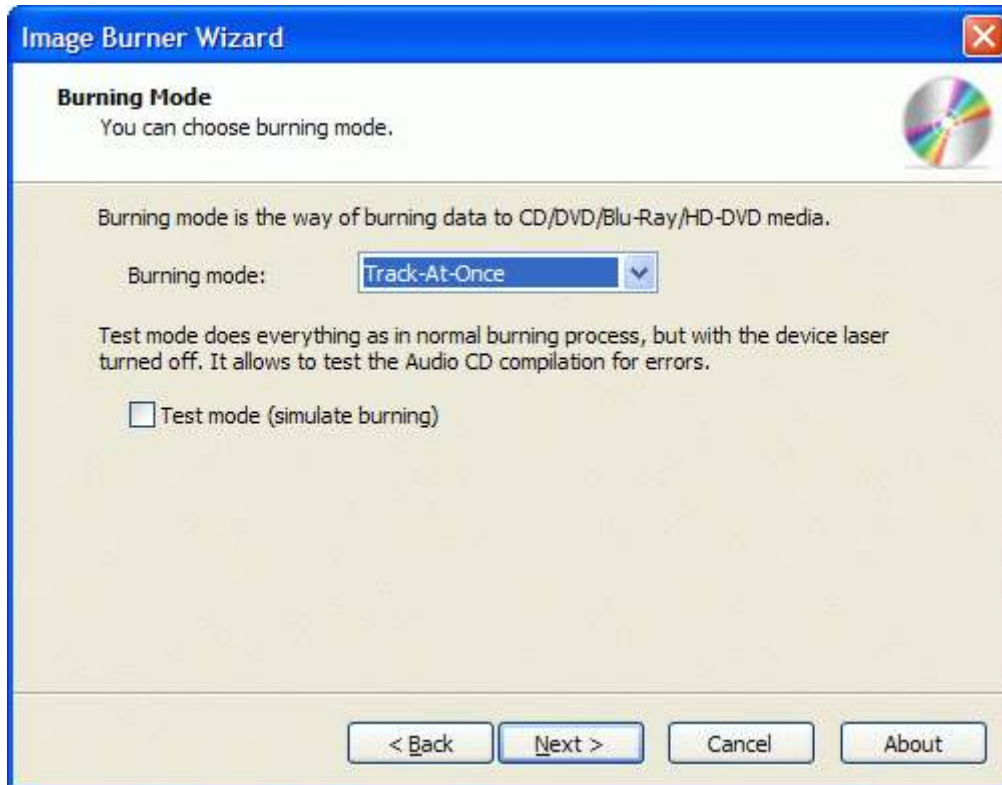 Image Burner Wizard
Burning Mode
You can choose burning mode.
Burning mode is the way of burning data to CD/DVD/Blu-Ray/HD-DVD media.
Burning mode: Track-At-Once
Test mode does everything as in normal burning process, but with the device laser
turned off. It allows to test the Audio CD compilation for errors.
Test mode (simulate burning)
< Back Next > Cancel About